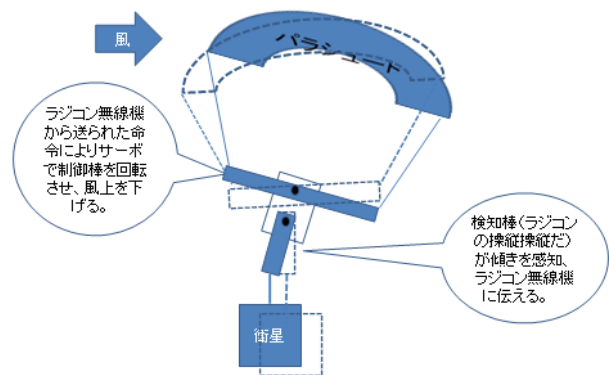 風
パラシュート
ラジコン無線機
から送られた命
令によりサーボ
で制御棒を回転
させ、風上を下
げる。
検知棒(ラジコン
の操縦操縦だ)
が傾きを感知、
ラジコン無線機
に伝える。
衛星